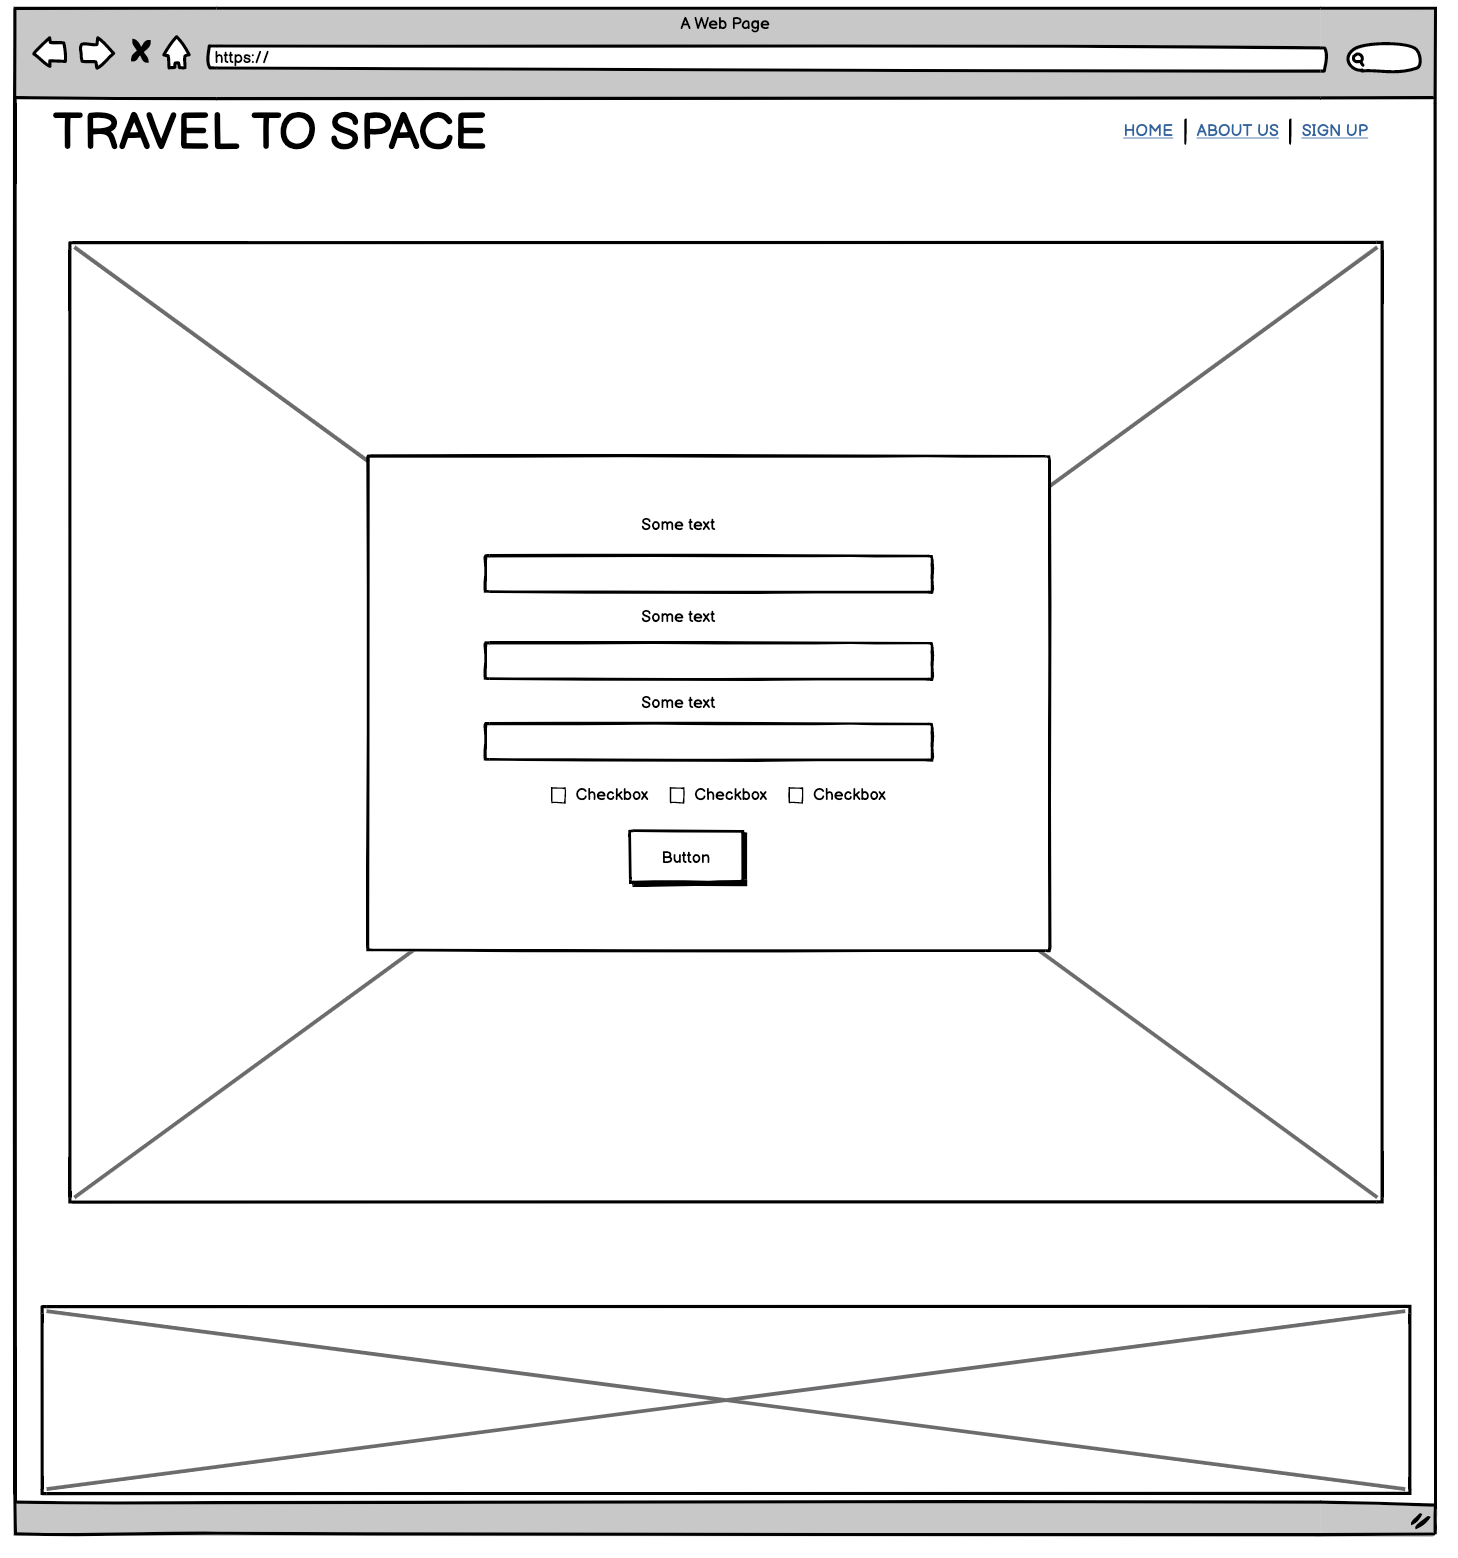 A Web Page
https://
TRAVEL TO SPACE
HOME | ABOUT US | SIGN UP
Some text
Some text
Some text
Checkbox Checkbox Checkbox
Button